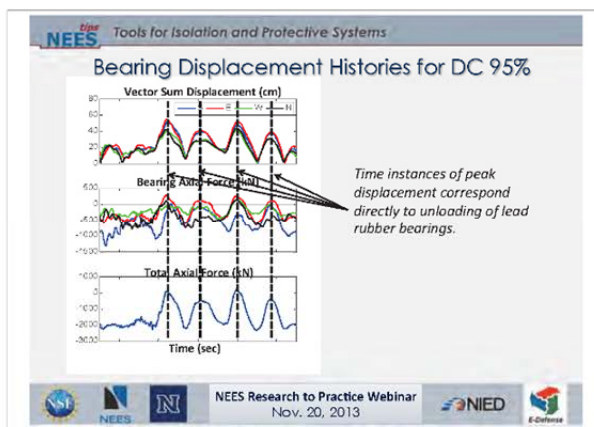 tips
NEES Tools for Isolation and Protective Systems
Bearing Displacement Histories for DC 95%
Vector Sum Displacement (cm)
80
60
40
20
0
E W N
Bearing Axial Force (kN)
500
0
-500
-1000
-1500
Time instances of peak
displacement correspond
directly to unloading of lead
rubber bearings.
Total Axial Force (kN)
1000
0
-1000
-2000
-3000
Time (sec)
NSF
NEES
N
NEES Research to Practice Webinar
Nov. 20, 2013
NIED
E-Defense